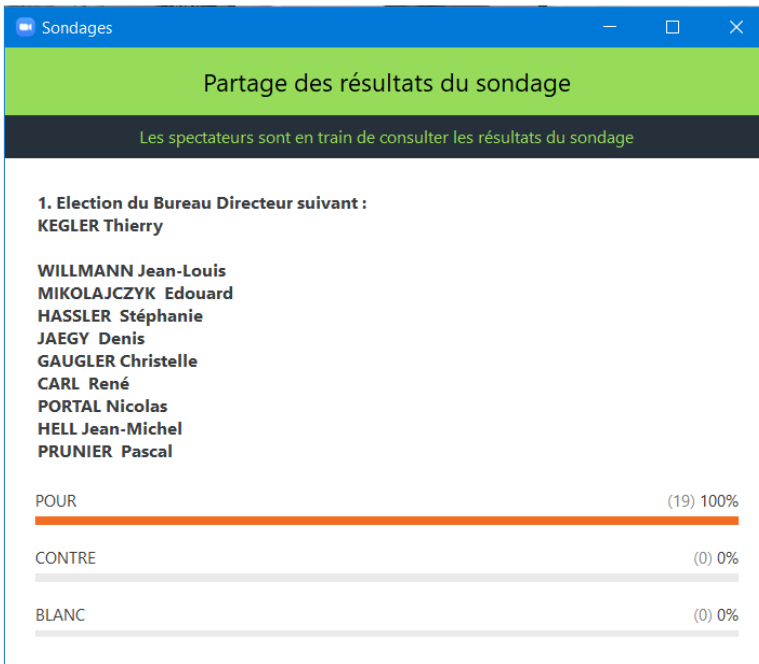 Sondages
Partage des résultats du sondage
Les spectateurs sont en train de consulter les résultats du sondage
1. Election du Bureau Directeur suivant :
KEGLER Thierry
WILLMANN Jean-Louis
MIKOLAJCZYK  Edouard
HASSLER  Stéphanie
JAEGY  Denis
GAUGLER Christelle
CARL  René
PORTAL Nicolas
HELL Jean-Michel
PRUNIER  Pascal
POUR (19) 100%
CONTRE (0) 0%
BLANC (0) 0%